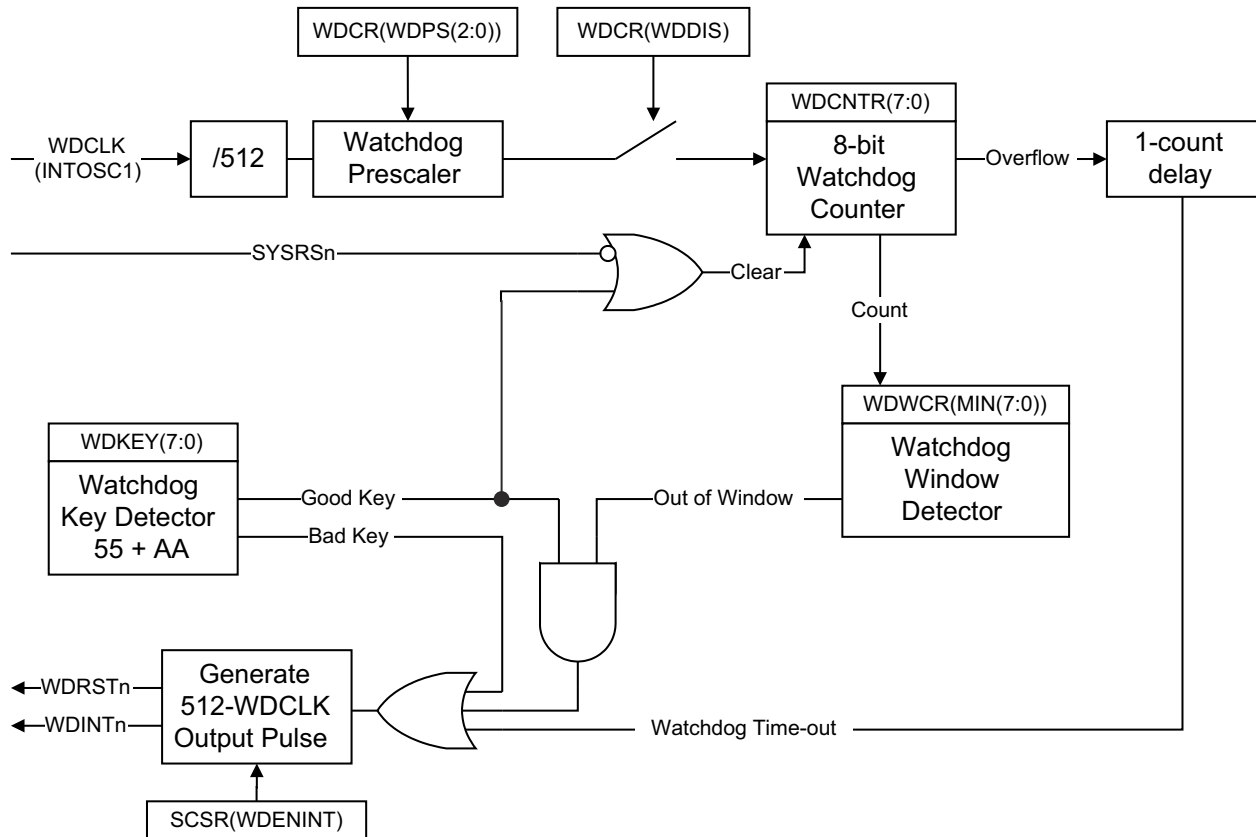 WDCR(WDPS(2:0))
WDCR(WDDIS)
WDCNTR(7:0)
WDCLK
(INTOSC1)
/512
Watchdog
Prescaler
8-bit
Watchdog
Counter
Overflow
1-count
delay
SYSRSn
Clear
Count
WDWCR(MIN(7:0))
Watchdog
Window
Detector
WDKEY(7:0)
Watchdog
Key Detector
55 + AA
Good Key
Bad Key
Out of Window
WDRSTn
WDINTn
Generate
512-WDCLK
Output Pulse
Watchdog Time-out
SCSR(WDENINT)